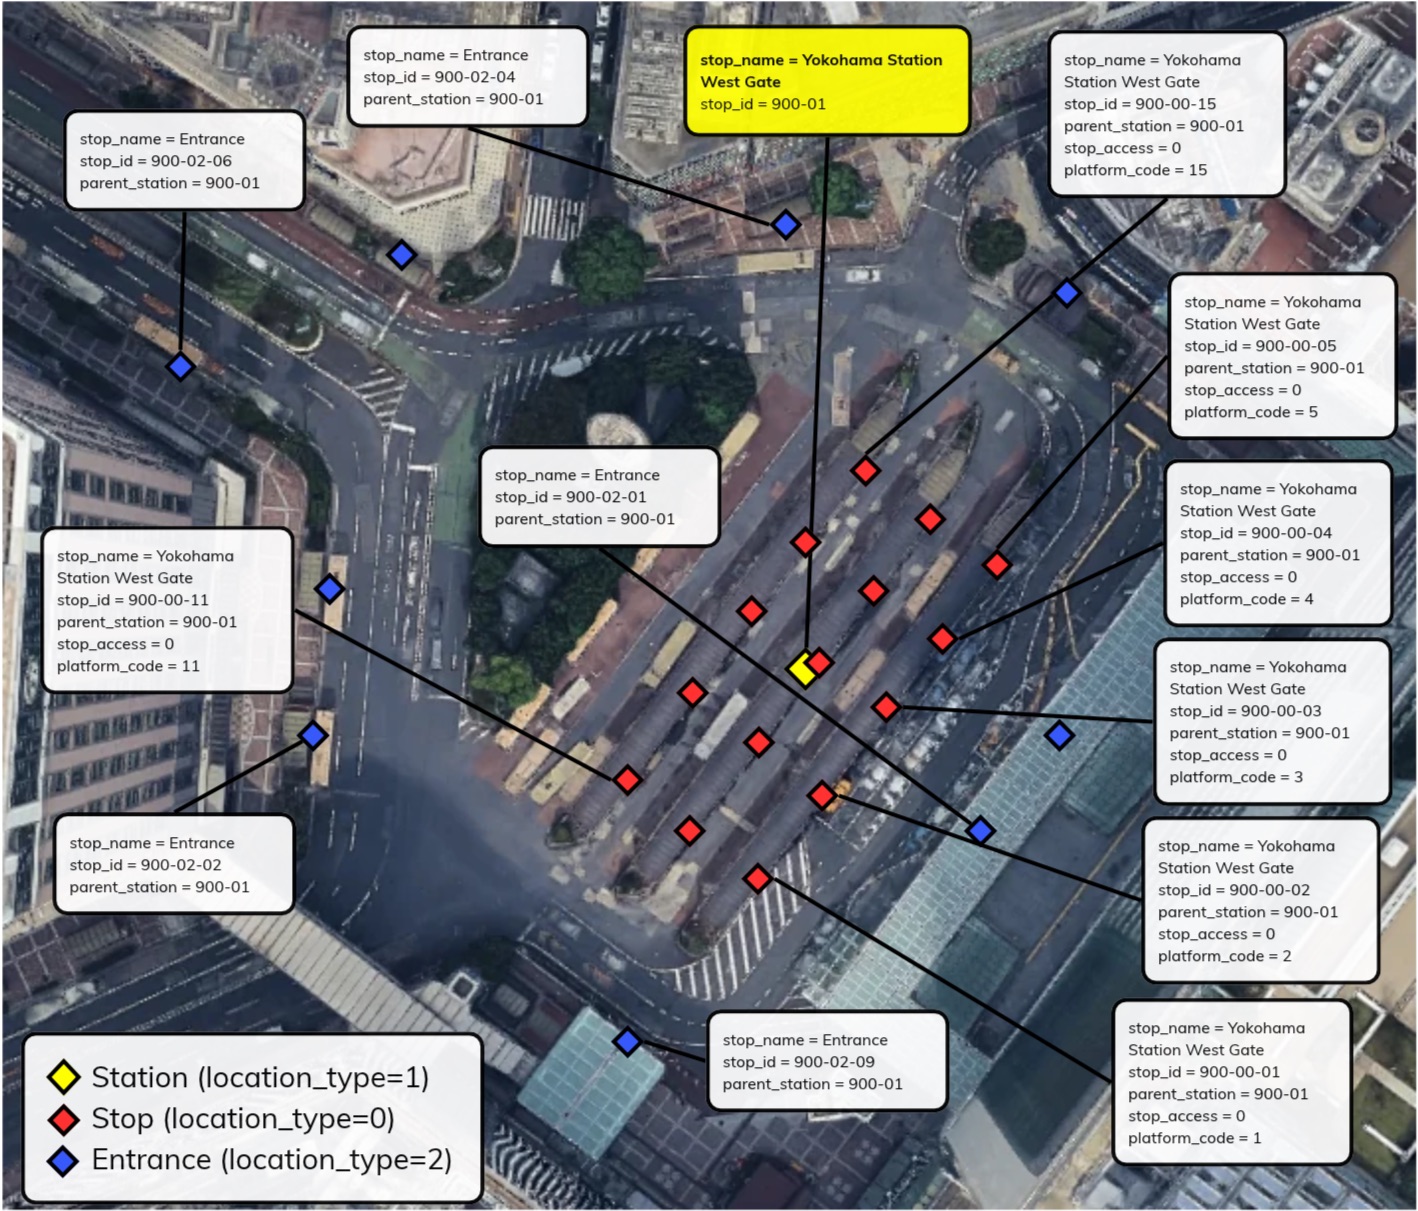 stop_name = Entrance
stop_id = 900-02-04
parent_station = 900-01
stop_name = Yokohama Station
West Gate
stop_id = 900-01
stop_name = Yokohama
Station West Gate
stop_id = 900-00-15
parent_station = 900-01
stop_access = 0
platform_code = 15
stop_name = Entrance
stop_id = 900-02-06
parent_station = 900-01
stop_name = Yokohama
Station West Gate
stop_id = 900-00-05
parent_station = 900-01
stop_access = 0
platform_code = 5
stop_name = Entrance
stop_id = 900-02-01
parent_station = 900-01
stop_name = Yokohama
Station West Gate
stop_id = 900-00-04
parent_station = 900-01
stop_access = 0
platform_code = 4
stop_name = Yokohama
Station West Gate
stop_id = 900-00-11
parent_station = 900-01
stop_access = 0
platform_code = 11
stop_name = Yokohama
Station West Gate
stop_id = 900-00-03
parent_station = 900-01
stop_access = 0
platform_code = 3
stop_name = Entrance
stop_id = 900-02-02
parent_station = 900-01
stop_name = Yokohama
Station West Gate
stop_id = 900-00-02
parent_station = 900-01
stop_access = 0
platform_code = 2
stop_name = Entrance
stop_id = 900-02-09
parent_station = 900-01
stop_name = Yokohama
Station West Gate
stop_id = 900-00-01
parent_station = 900-01
stop_access = 0
platform_code = 1
Station (location_type=1)
Stop (location_type=0)
Entrance (location_type=2)